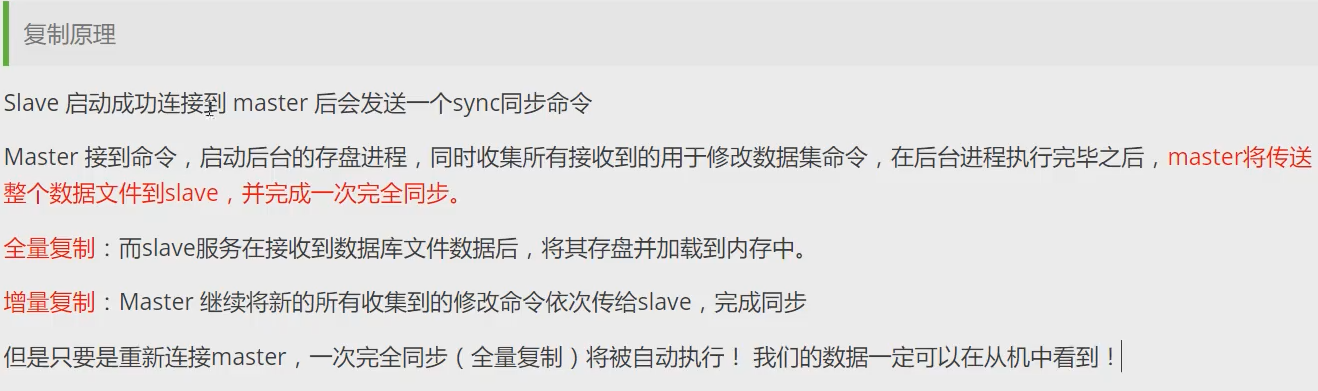 复制原理
Slave 启动成功连接到 master 后会发送一个sync同步命令
Master 接到命令，启动后台的存盘进程，同时收集所有接收到的用于修改数据集命令，在后台进程执行完毕之后，master将传送
整个数据文件到slave，并完成一次完全同步。
全量复制：而slave服务在接收到数据库文件数据后，将其存盘并加载到内存中。
增量复制：Master 继续将新的所有收集到的修改命令依次传给slave，完成同步
但是只要是重新连接master，一次完全同步（全量复制）将被自动执行！ 我们的数据一定可以在从机中看到！